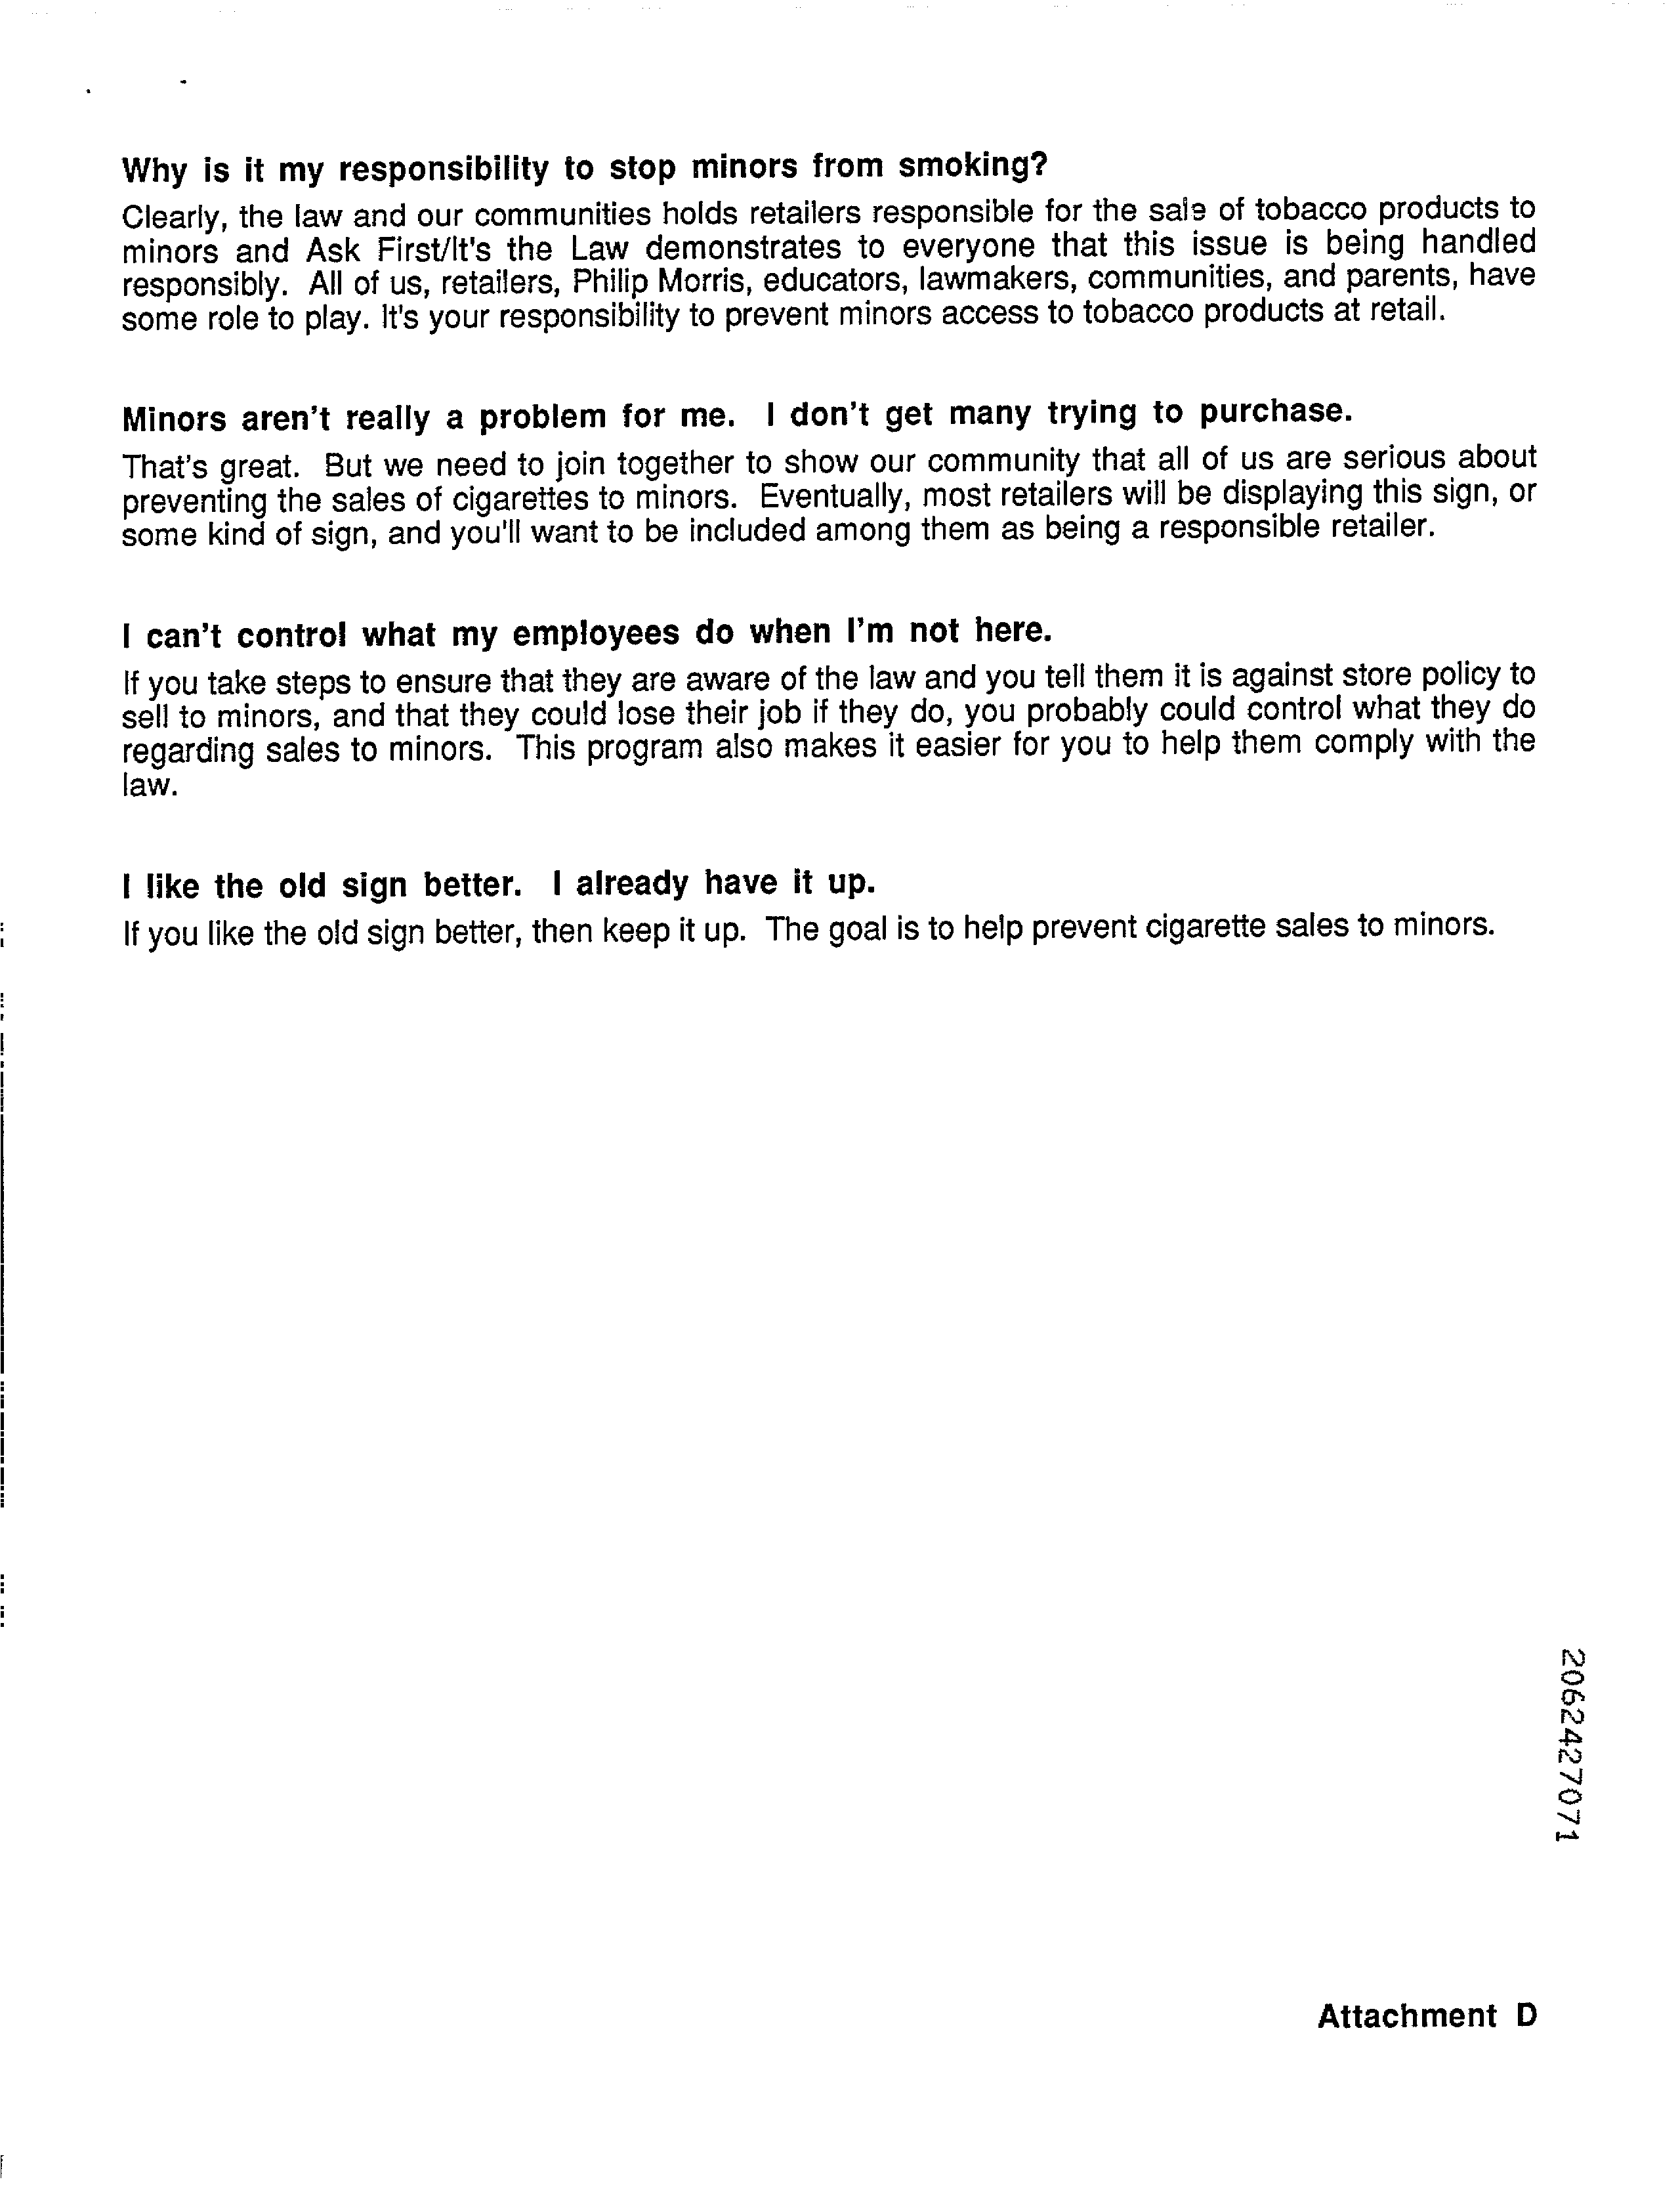 Why is it my responsibility to stop minors from smoking?
Clearly, the law and our communities holds retailers responsible for the sale of tobacco products to
minors and Ask First/It's the Law demonstrates to everyone that this issue is being handled
responsibly. All of us, retailers, Philip Morris, educators, lawmakers, communities, and parents, have
some role to play. It's your responsibility to prevent minors access to tobacco products at retail.
Minors aren't really a problem for me. I don't get many trying to purchase.
That's great. But we need to join together to show our community that all of us are serious about
preventing the sales of cigarettes to minors. Eventually, most retailers will be displaying this sign, or
some kind of sign, and you'll want to be included among them as being a responsible retailer.
I can't control what my employees do when I'm not here.
If you take steps to ensure that they are aware of the law and you tell them it is against store policy to
sell to minors, and that they could lose their job if they do, you probably could control what they do
regarding sales to minors. This program also makes it easier for you to help them comply with the
law.
I like the old sign better. I already have it up.
If you like the old sign better, then keep it up. The goal is to help prevent cigarette sales to minors.
2062427071
Attachment D